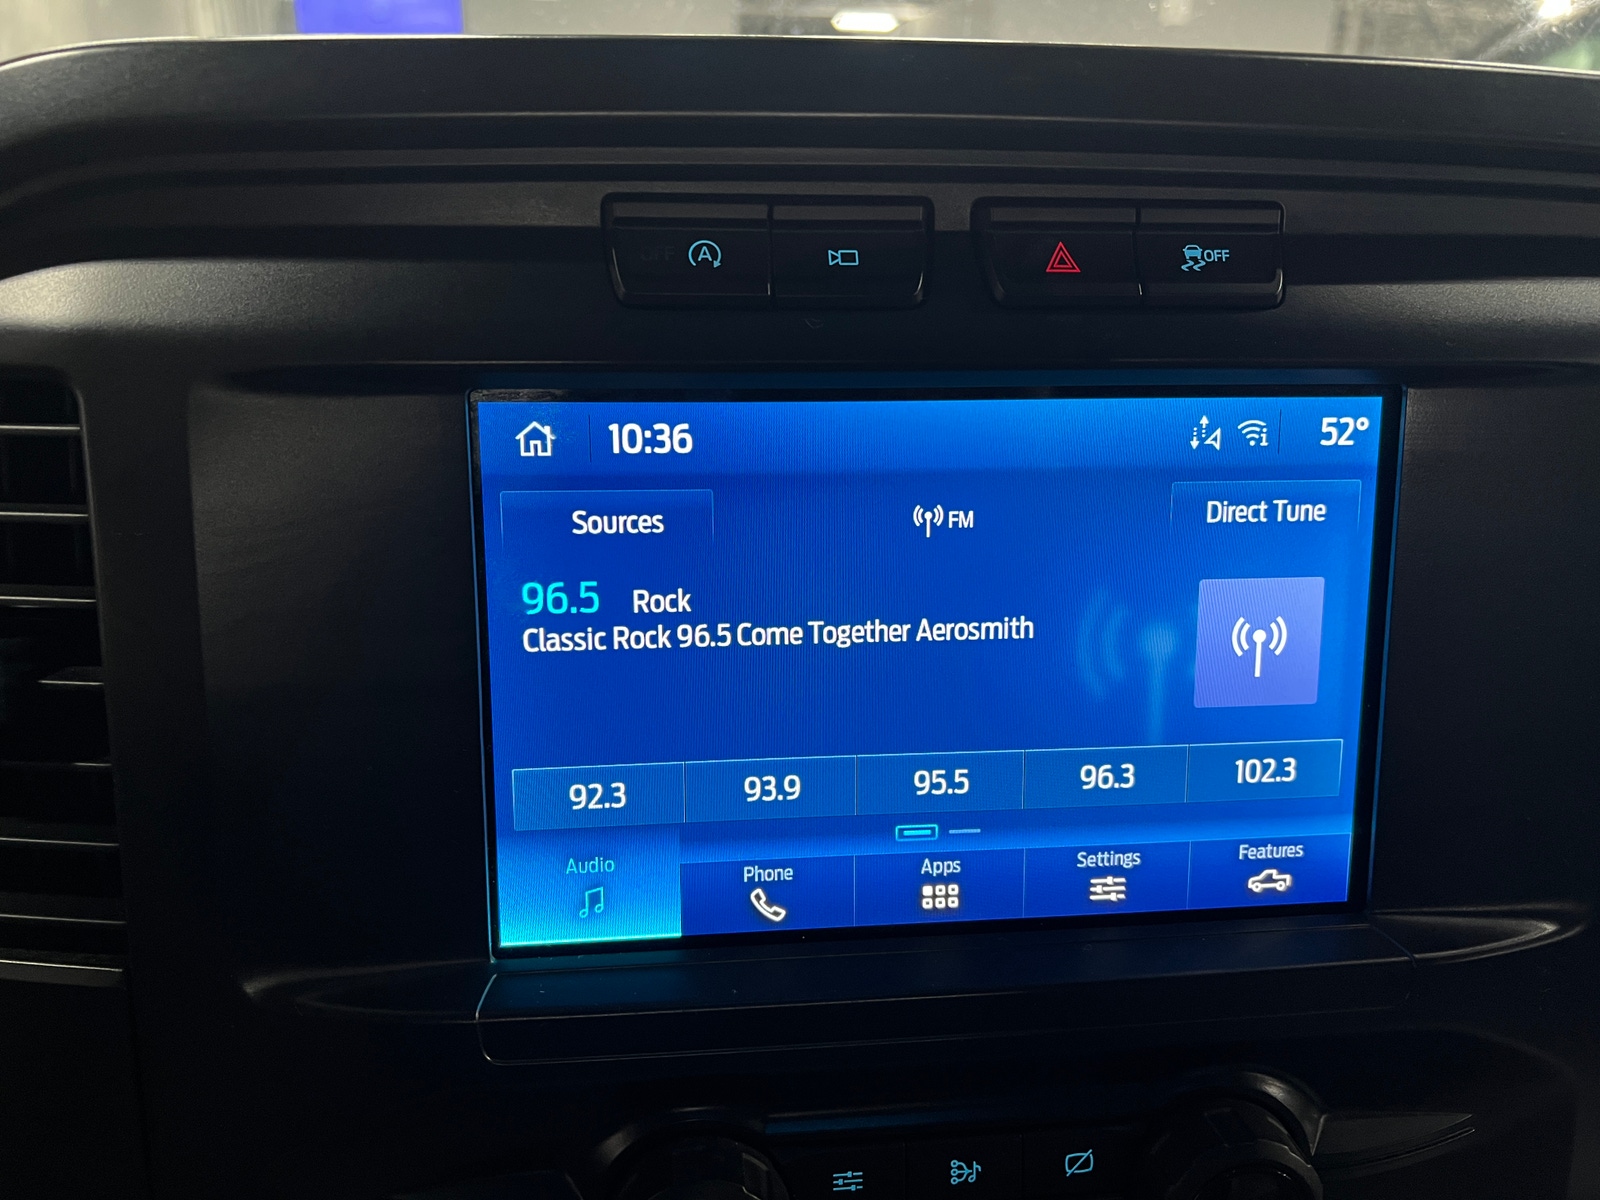 OFF A
OFF
10:36 52°
Sources FM Direct Tune
96.5 Rock
Classic Rock 96.5 Come Together Aerosmith
92.3 93.9 95.5 96.3 102.3
Audio Phone Apps Settings Features